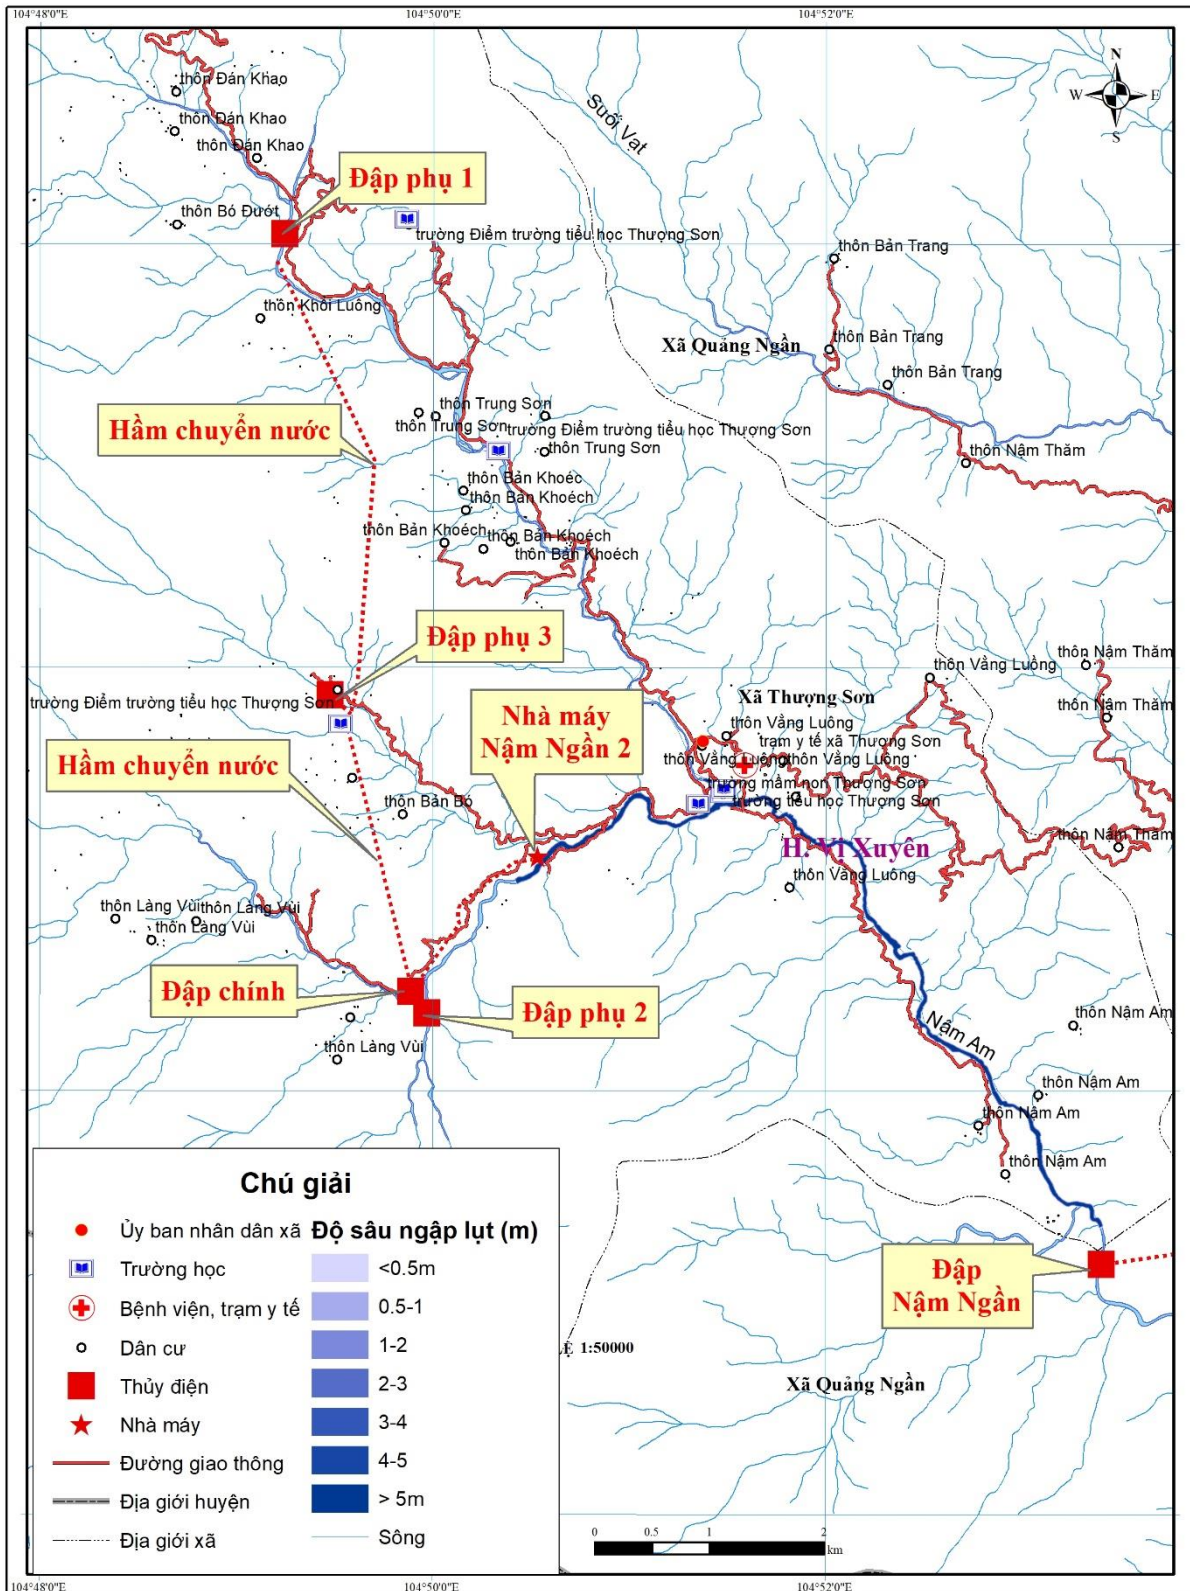 104°48'0"E
104°50'0"E
104°52'0"E
N
W
E
S
thôn Đán Khao
thôn Đán Khao
thôn Đán Khao
Suối Vạt
Đập phụ 1
thôn Bó Đướt
trường Điểm trường tiểu học Thượng Sơn
thôn Bản Trang
thôn Khôi Luông
Xã Quảng Ngần
thôn Bản Trang
thôn Bản Trang
Hầm chuyển nước
thôn Trung Sơn
thôn Trung Sơn
trường Điểm trường tiểu học Thượng Sơn
thôn Trung Sơn
thôn Nậm Thăm
thôn Bản Khoéc
thôn Bản Khoéch
thôn Bản Khoéch
thôn Bản Khoéch
thôn Bản Khoéch
Đập phụ 3
thôn Nậm Thăm
thôn Vằng Luông
trường Điểm trường tiểu học Thượng Sơn
Xã Thượng Sơn
thôn Nậm Thăm
Nhà máy
Nậm Ngần 2
thôn Vằng Luông
trạm y tế xã Thượng Sơn
thôn Vằng Luông
thôn Vằng Luông
Hầm chuyển nước
trường mầm non Thượng Sơn
trường tiểu học Thượng Sơn
thôn Bản Bó
thôn Nậm Thăm
H. Vị Xuyên
thôn Vằng Luông
thôn Làng Vùi
thôn Làng Vùi
thôn Làng Vùi
Đập chính
Đập phụ 2
thôn Làng Vùi
Nậm Am
thôn Nậm Am
thôn Nậm Am
thôn Nậm Am
thôn Nậm Am
Đập
Nậm Ngần
LỆ 1:50000
Xã Quảng Ngần
Chú giải
Ủy ban nhân dân xã
Trường học
Bệnh viện, trạm y tế
Dân cư
Thủy điện
Nhà máy
Đường giao thông
Địa giới huyện
Địa giới xã
Độ sâu ngập lụt (m)
<0.5m
0.5-1
1-2
2-3
3-4
4-5
> 5m
Sông
0 0.5 1 2
km
104°48'0"E
104°50'0"E
104°52'0"E